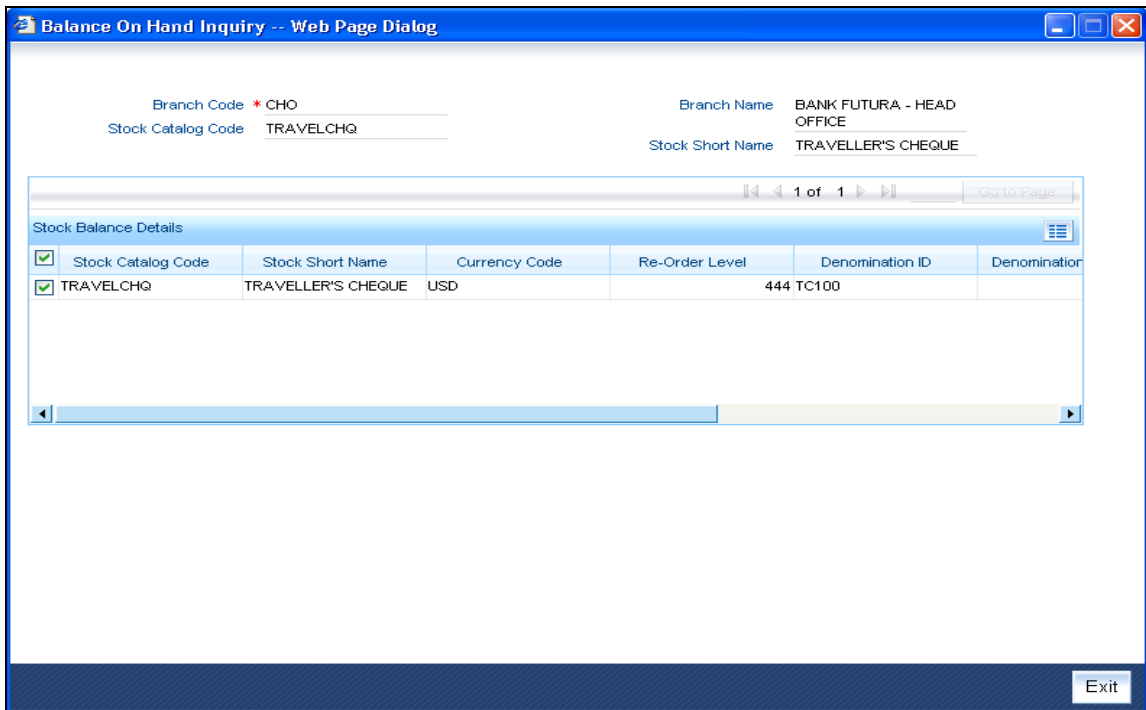 Balance On Hand Inquiry -- Web Page Dialog
Branch Code * CHO
Branch Name BANK FUTURA - HEAD
OFFICE
Stock Catalog Code TRAVELCHQ
Stock Short Name TRAVELLER'S CHEQUE
1 of 1 Go to Page
Stock Balance Details
Stock Catalog Code Stock Short Name Currency Code Re-Order Level Denomination ID Denomination
TRAVELCHQ TRAVELLER'S CHEQUE USD 444 TC100
Exit